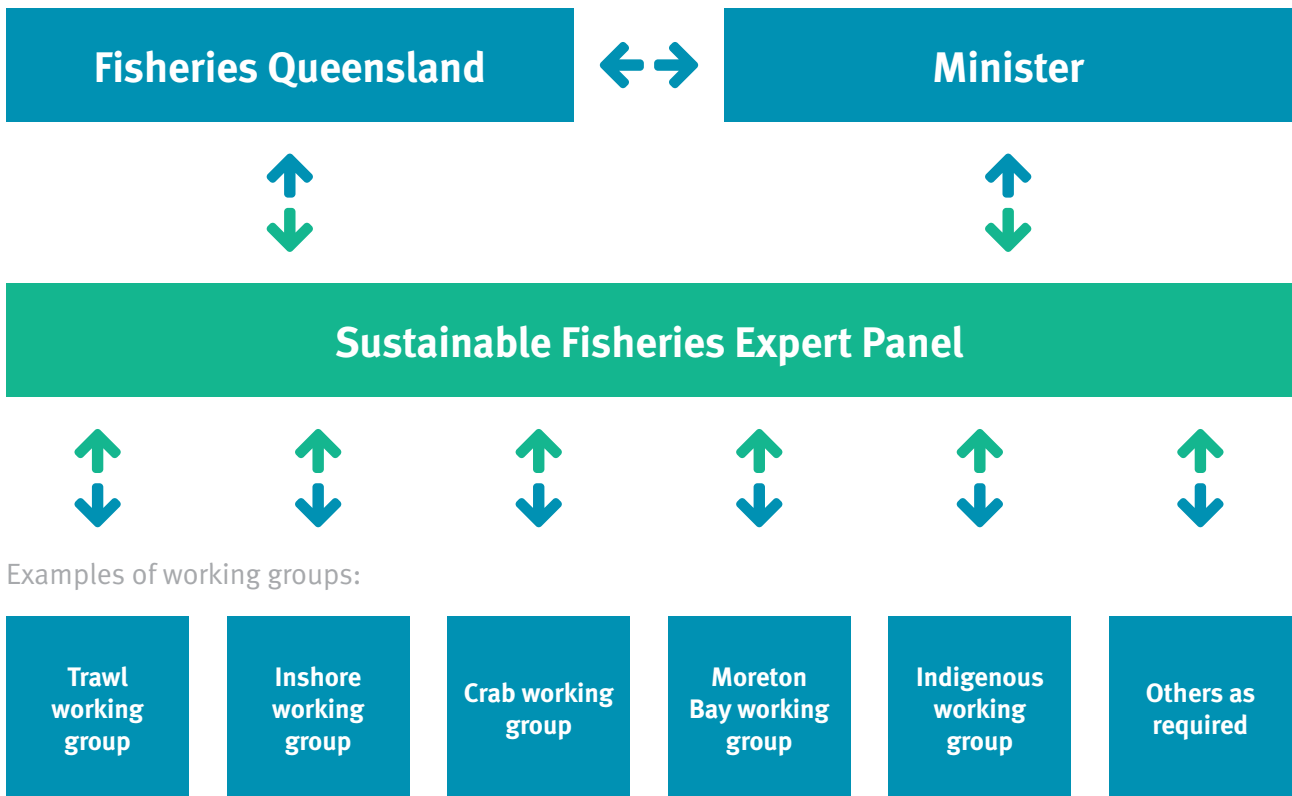 Fisheries Queensland
Minister
Sustainable Fisheries Expert Panel
Examples of working groups:
Trawl
working
group
Inshore
working
group
Crab working
group
Moreton
Bay working
group
Indigenous
working
group
Others as
required